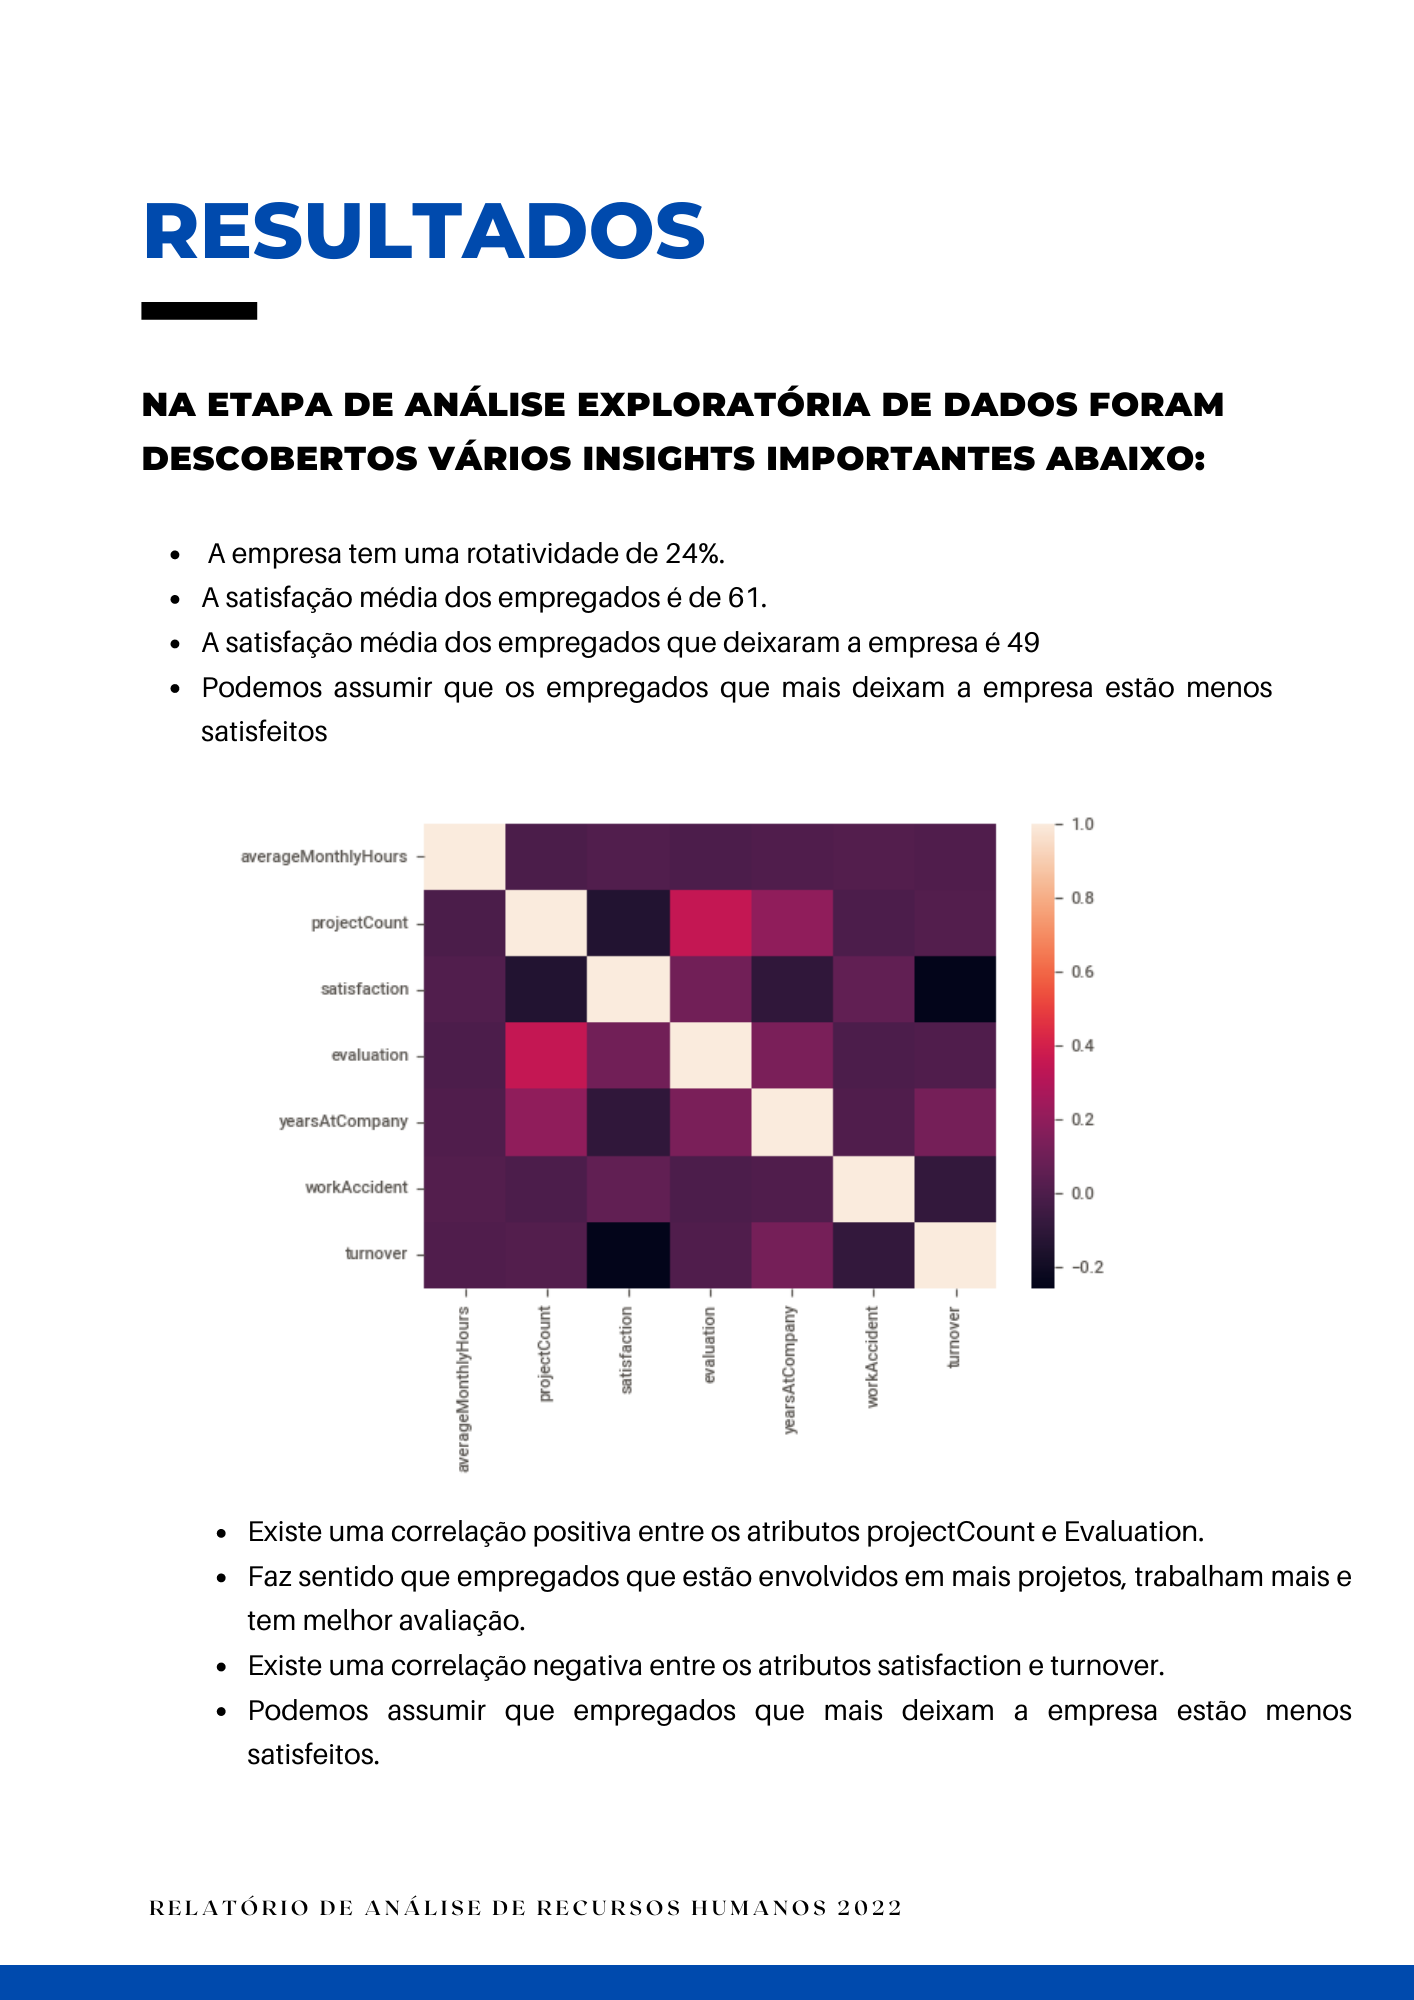 RESULTADOS
NA ETAPA DE ANÁLISE EXPLORATÓRIA DE DADOS FORAM
DESCOBERTOS VÁRIOS INSIGHTS IMPORTANTES ABAIXO:
• A empresa tem uma rotatividade de 24%.
• A satisfação média dos empregados é de 61.
• A satisfação média dos empregados que deixaram a empresa é 49
• Podemos assumir que os empregados que mais deixam a empresa estão menos
satisfeitos
averageMonthlyHours
projectCount
satisfaction
evaluation
yearsAtCompany
workAccident
turnover
averageMonthlyHours
projectCount
satisfaction
evaluation
yearsAtCompany
workAccident
turnover
1.0
0.8
0.6
0.4
0.2
0.0
−0.2
• Existe uma correlação positiva entre os atributos projectCount e Evaluation.
• Faz sentido que empregados que estão envolvidos em mais projetos, trabalham mais e
tem melhor avaliação.
• Existe uma correlação negativa entre os atributos satisfaction e turnover.
• Podemos assumir que empregados que mais deixam a empresa estão menos
satisfeitos.
RELATÓRIO DE ANÁLISE DE RECURSOS HUMANOS 2022